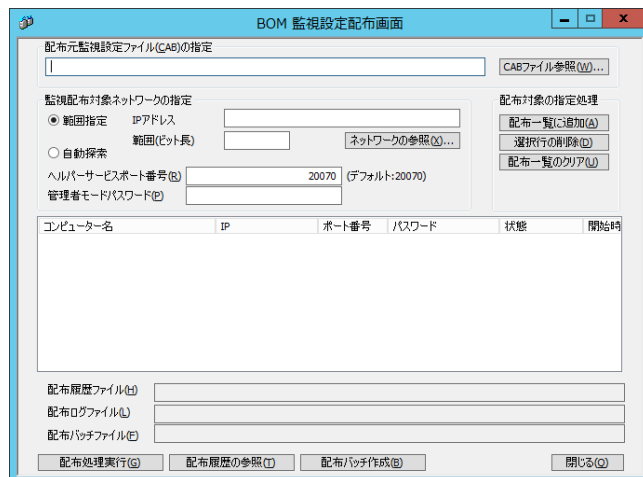 BOM 監視設定配布画面
配布元監視設定ファイル(CAB)の指定
CABファイル参照(W)...
監視配布対象ネットワークの指定
配布対象の指定処理
範囲指定 IPアドレス
配布一覧に追加(A)
範囲(ビット長) ネットワークの参照(X)...
選択行の削除(D)
自動探索
配布一覧のクリア(U)
ヘルパーサービスポート番号(R) 20070 (デフォルト:20070)
管理者モードパスワード(P)
コンピューター名 IP ポート番号 パスワード 状態 開始時
配布履歴ファイル(H)
配布ログファイル(L)
配布バッチファイル(F)
配布処理実行(G) 配布履歴の参照(T) 配布バッチ作成(B) 閉じる(O)